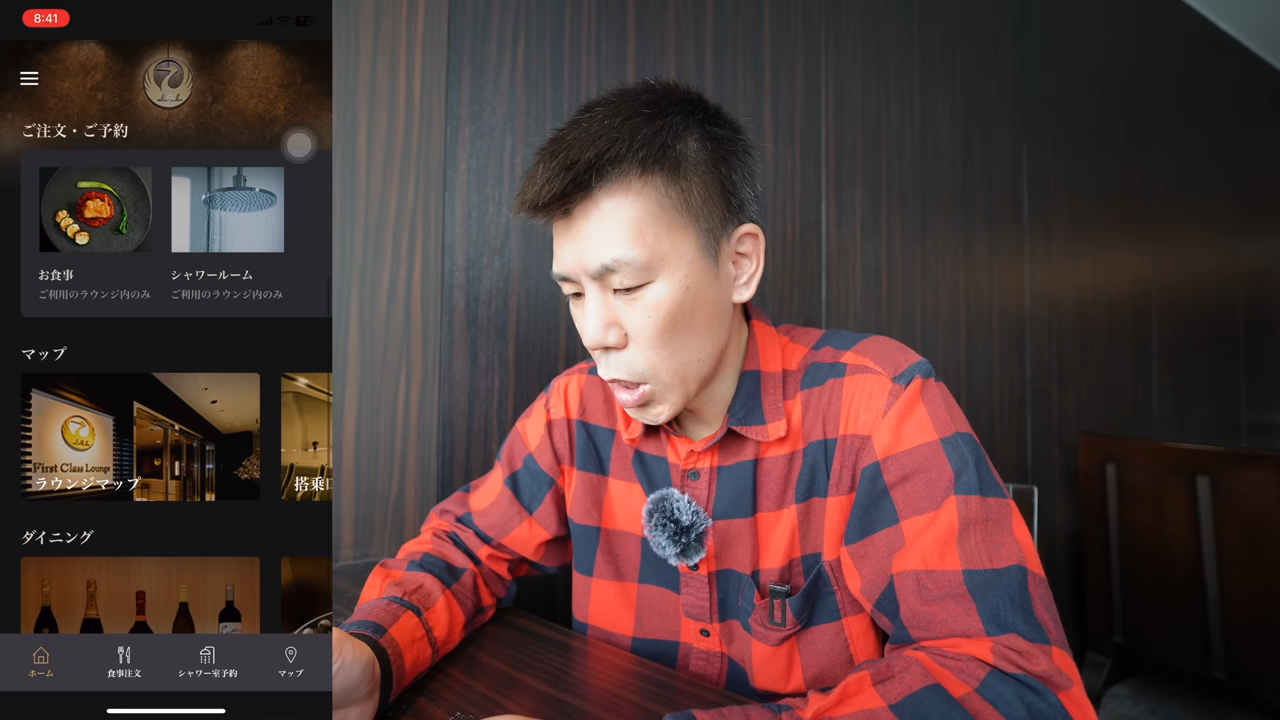 8:41
ご注文・ご予約
お食事
シャワールーム
ご利用のラウンジ内のみ
ご利用のラウンジ内のみ
マップ
JAL
First Class Lounge
ラウンジマップ
搭乗口
ダイニング
ホーム
食事注文
シャワー室予約
マップ